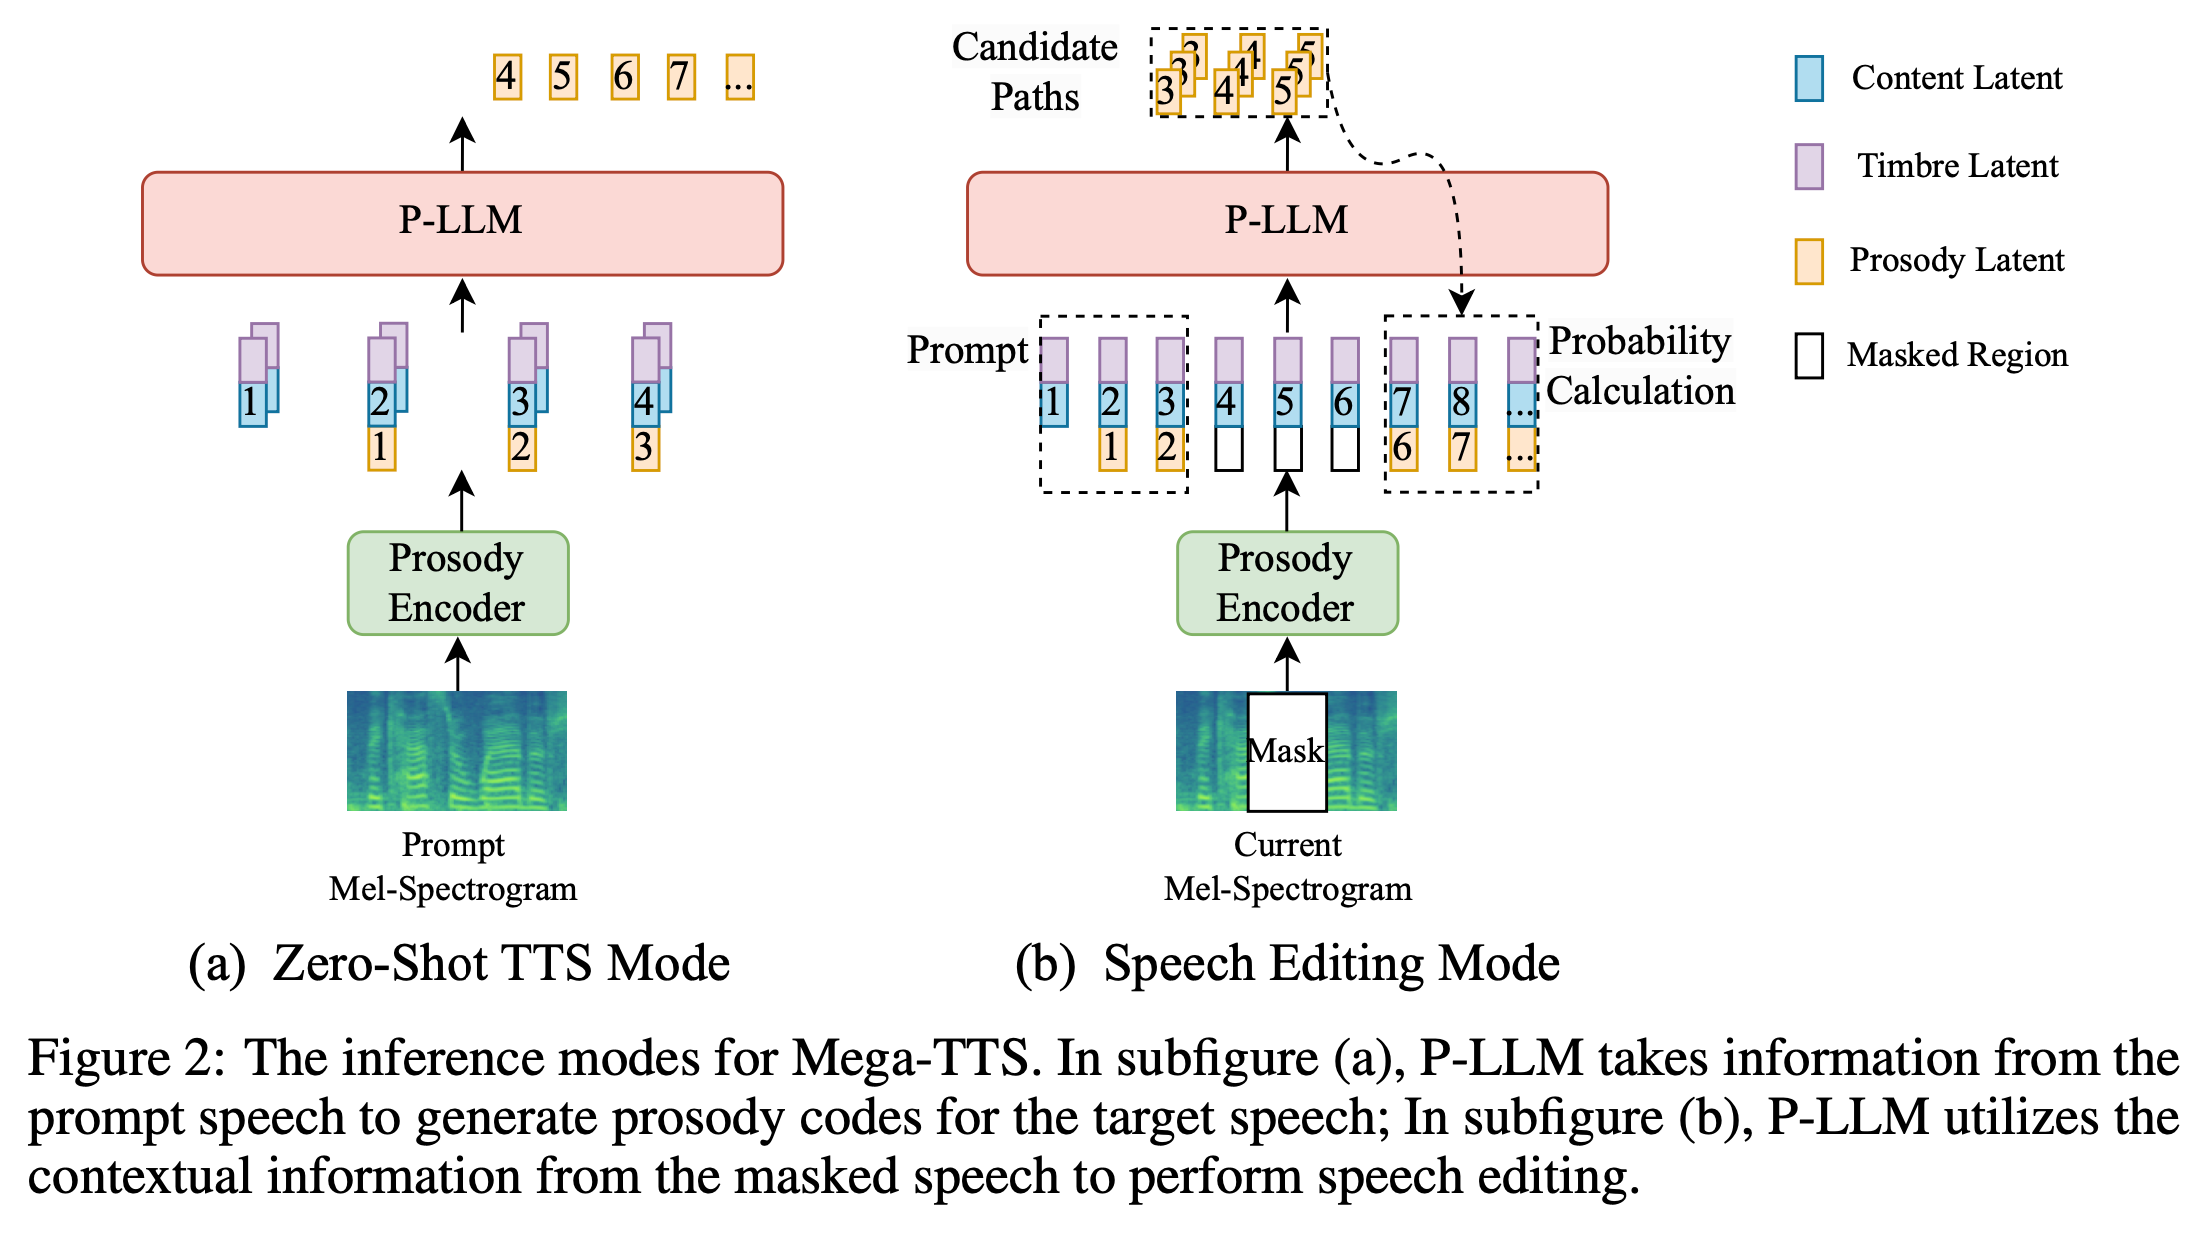 4 5 6 7 ...
P-LLM
1 2 3 4
1 2 3
Prosody
Encoder
Prompt
Mel-Spectrogram
(a) Zero-Shot TTS Mode
Candidate
Paths
3 4 5
3 4 5
3 4 5
P-LLM
Prompt
1 2 3 4 5 6 7 8 ...
1 2 6 7 ...
Probability
Calculation
Prosody
Encoder
Mask
Current
Mel-Spectrogram
(b) Speech Editing Mode
Content Latent
Timbre Latent
Prosody Latent
Masked Region
Figure 2: The inference modes for Mega-TTS. In subfigure (a), P-LLM takes information from the
prompt speech to generate prosody codes for the target speech; In subfigure (b), P-LLM utilizes the
contextual information from the masked speech to perform speech editing.